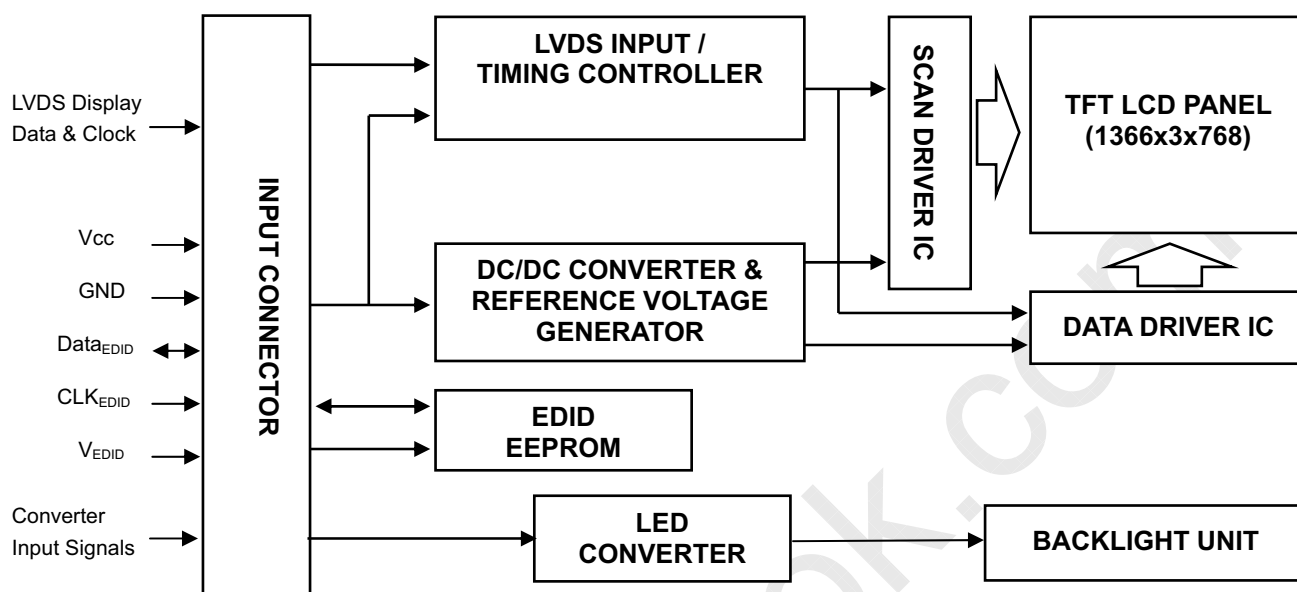 LVDS Display
Data & Clock
Vcc
GND
DataEDID
CLKEDID
VEDID
Converter
Input Signals
INPUT CONNECTOR
LVDS INPUT /
TIMING CONTROLLER
DC/DC CONVERTER &
REFERENCE VOLTAGE
GENERATOR
EDID
EEPROM
LED
CONVERTER
SCAN DRIVER IC
TFT LCD PANEL
(1366x3x768)
DATA DRIVER IC
BACKLIGHT UNIT